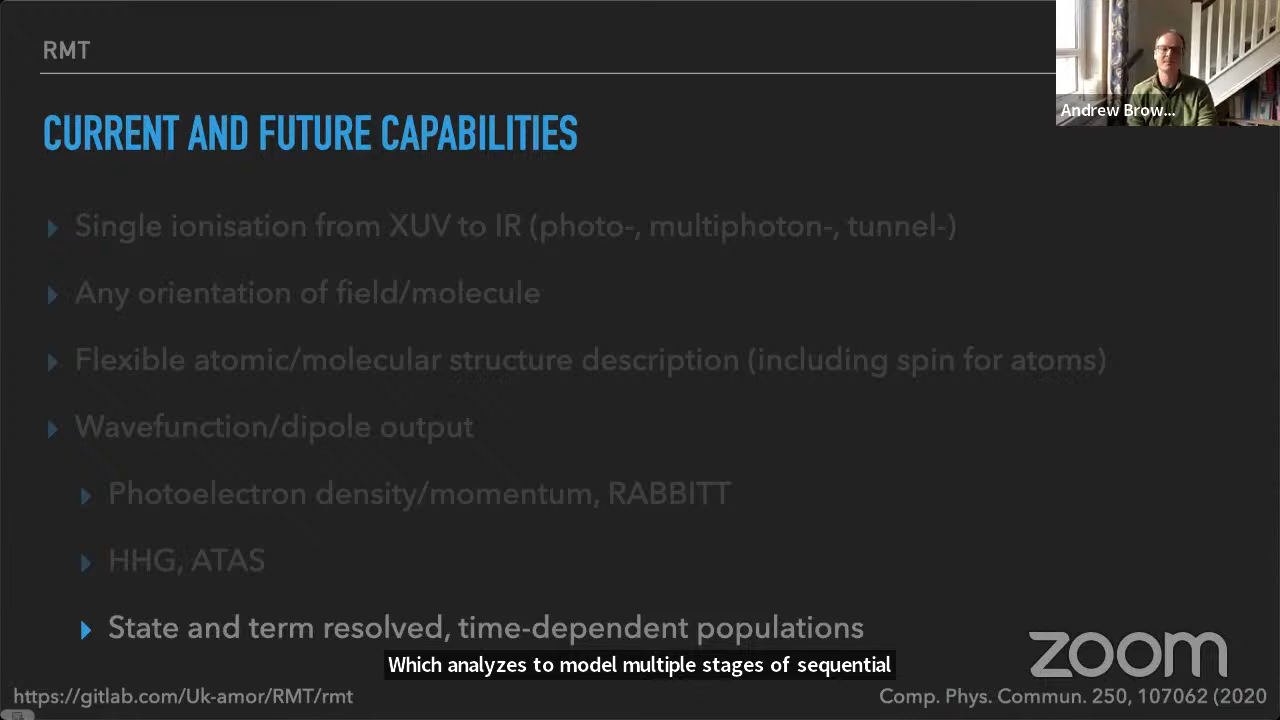 RMT
Andrew Brow...
CURRENT AND FUTURE CAPABILITIES
Single ionisation from XUV to IR (photo-, multiphoton-, tunnel-)
Any orientation of field/molecule
Flexible atomic/molecular structure description (including spin for atoms)
Wavefunction/dipole output
Photoelectron density/momentum, RABBITT
HHG, ATAS
State and term resolved, time-dependent populations
Which analyzes to model multiple stages of sequential
zoom
https://gitlab.com/Uk-amor/RMT/rmt
Comp. Phys. Commun. 250, 107062 (2020